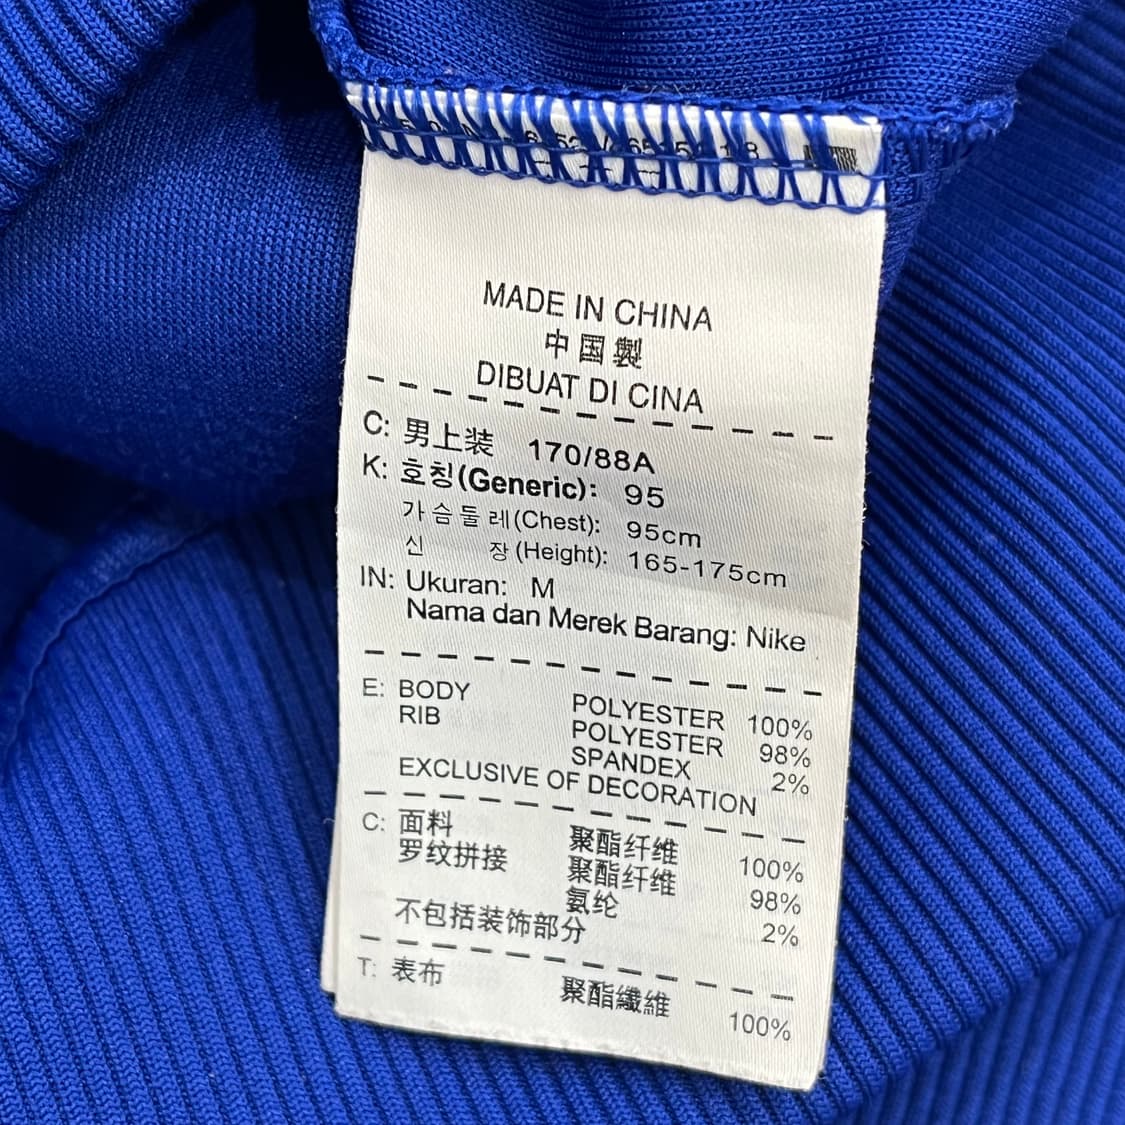 MADE IN CHINA
中国製
DIBUAT DI CINA
C: 男上装 170/88A
K: 호칭(Generic): 95
가슴둘레(Chest): 95cm
신 장(Height): 165-175cm
IN: Ukuran: M
Nama dan Merek Barang: Nike
E: BODY POLYESTER 100%
RIB POLYESTER 98%
SPANDEX 2%
EXCLUSIVE OF DECORATION
C: 面料 聚酯纤维 100%
罗纹拼接 聚酯纤维 98%
氨纶 2%
不包括装饰部分
T: 表布 聚酯纖維 100%